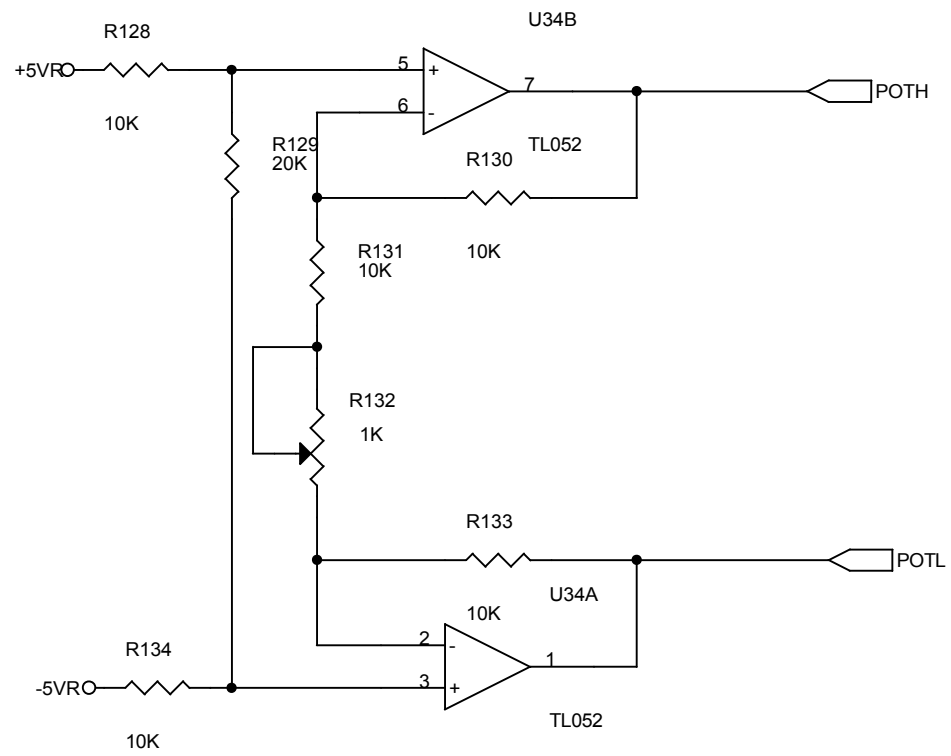 U34B
R128
+5VR
5
+
7
POTH
6
-
10K
R129
20K
TL052
R130
R131
10K
10K
R132
1K
R133
POTL
U34A
10K
2
-
R134
1
-5VR
3
+
TL052
10K